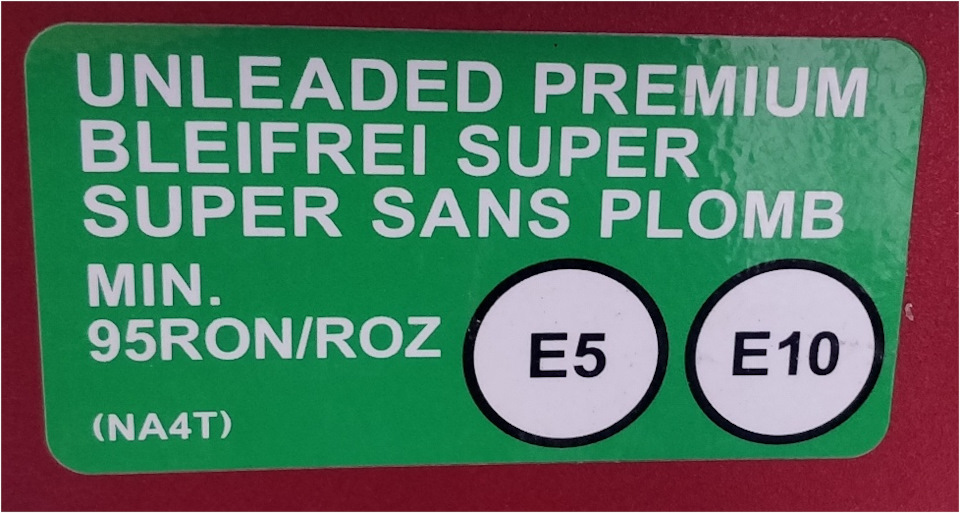 UNLEADED PREMIUM
BLEIFREI SUPER
SUPER SANS PLOMB
MIN.
95RON/ROZ
E5 E10
(NA4T)